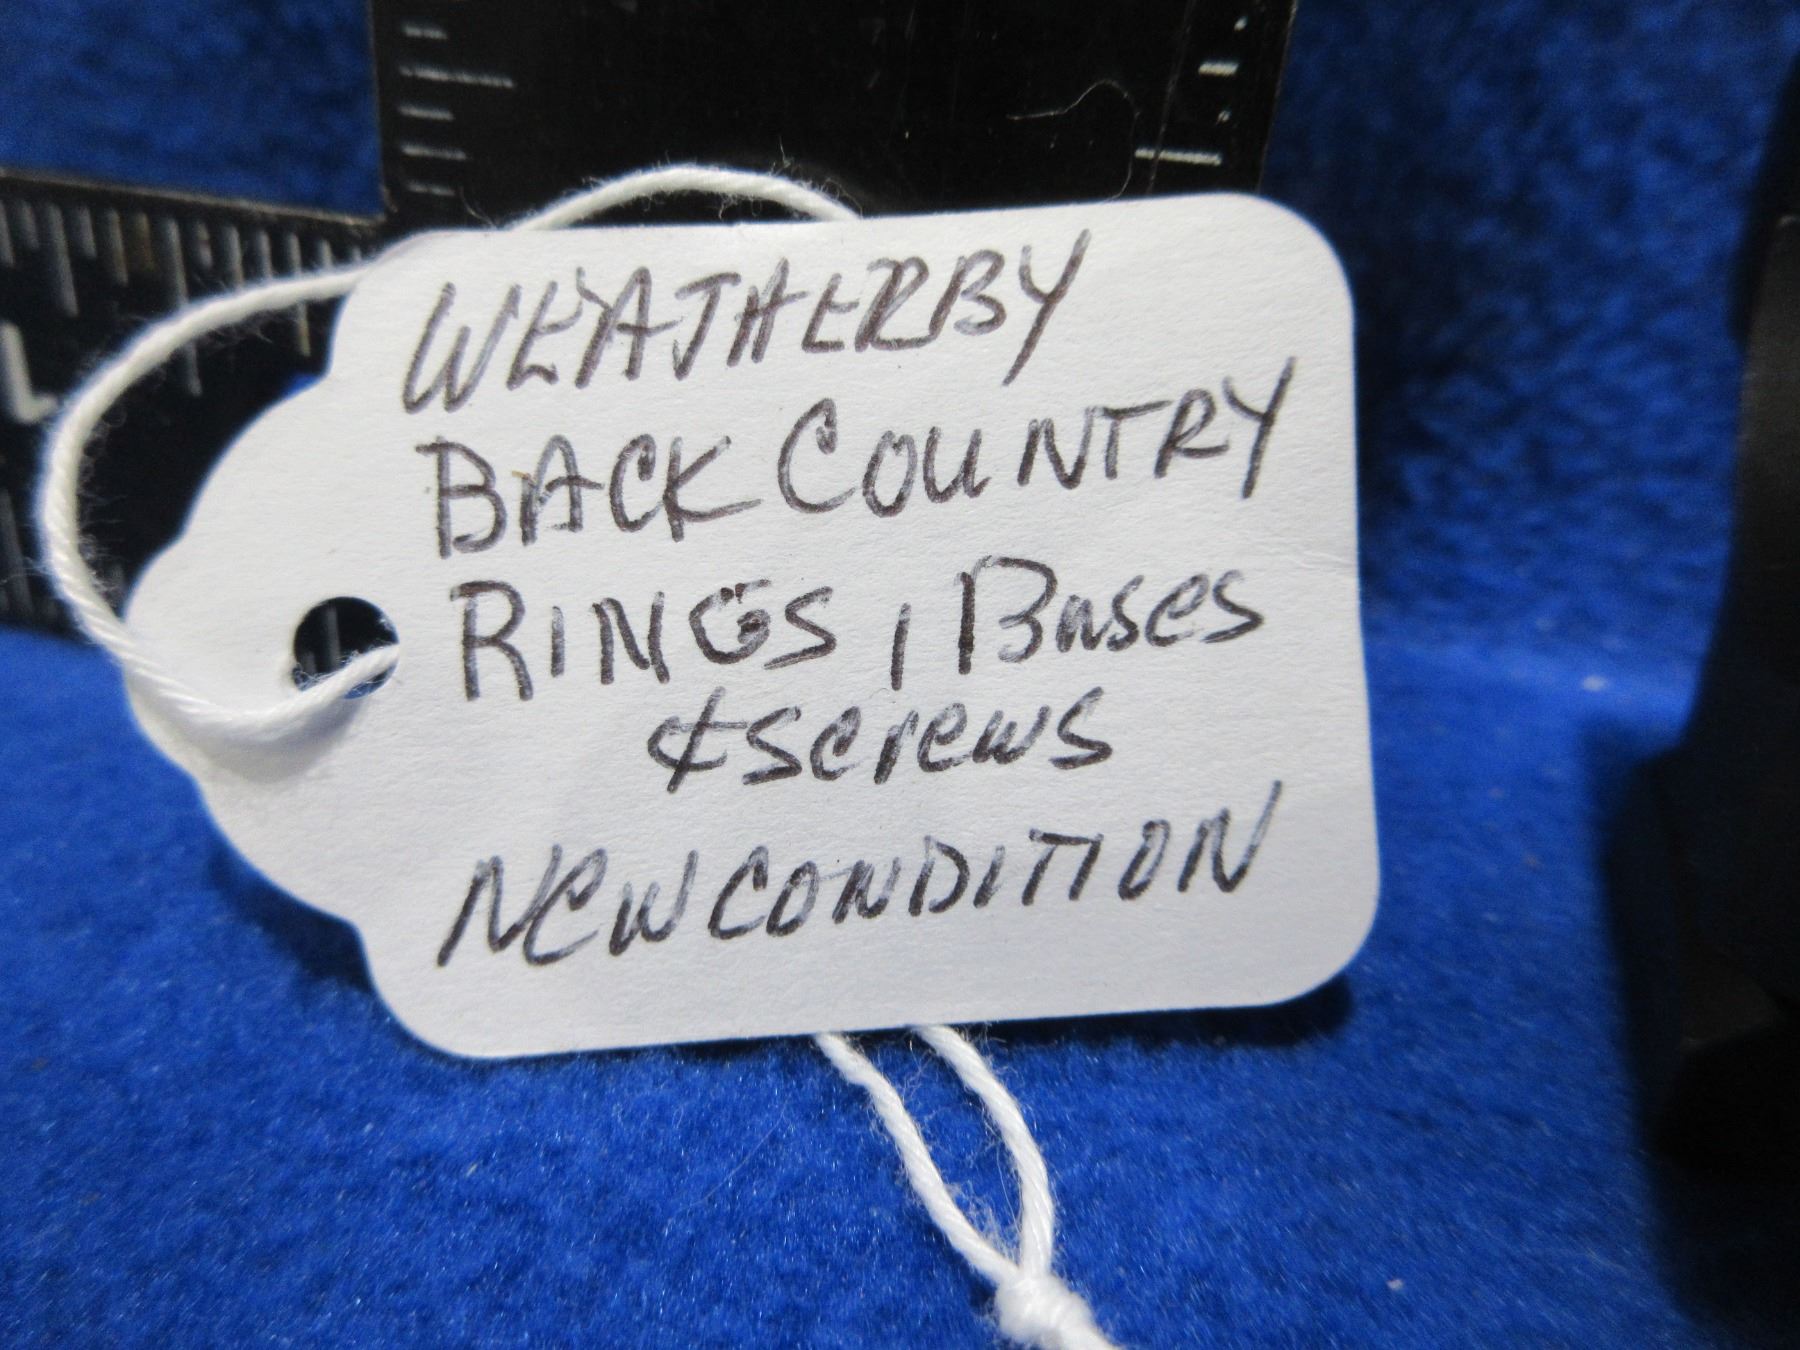 WEATHERBY
BACK COUNTRY
RINGS, Bases
& screws
NEW CONDITION